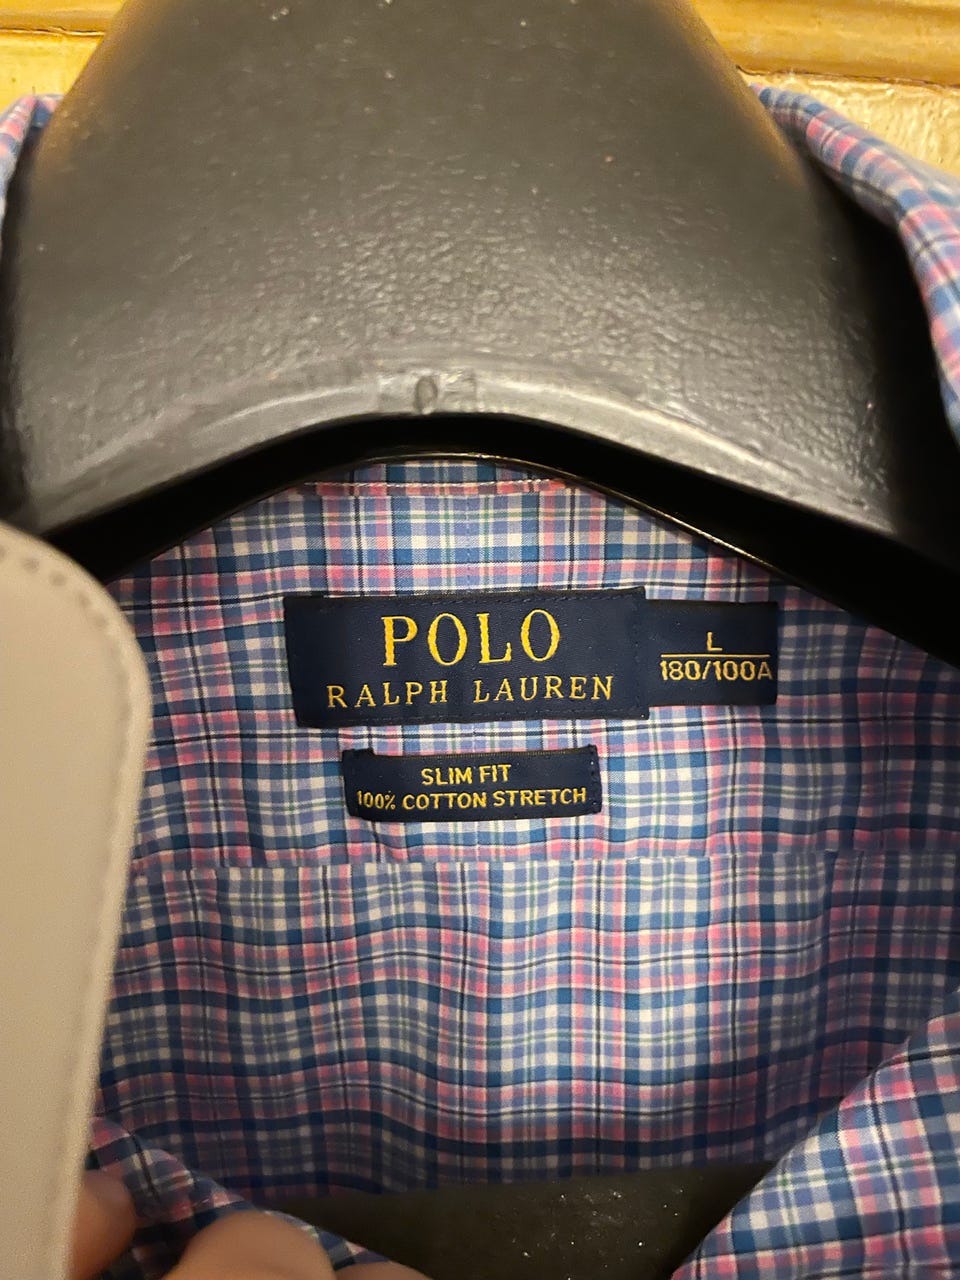 POLO
RALPH LAUREN
L
180/100A
SLIM FIT
100% COTTON STRETCH